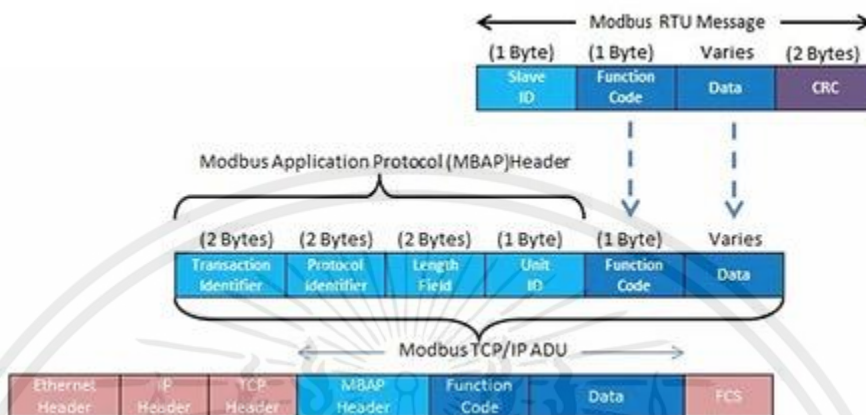 Modbus RTU Message
(1 Byte) (1 Byte) Varies (2 Bytes)
Slave ID Function Code Data CRC
Modbus Application Protocol (MBAP)Header
(2 Bytes) (2 Bytes) (2 Bytes) (1 Byte) (1 Byte) Varies
Transaction Identifier Protocol Identifier Length Field Unit ID Function Code Data
Modbus TCP/IP ADU
Ethernet Header IP Header TCP Header MBAP Header Function Code Data FCS